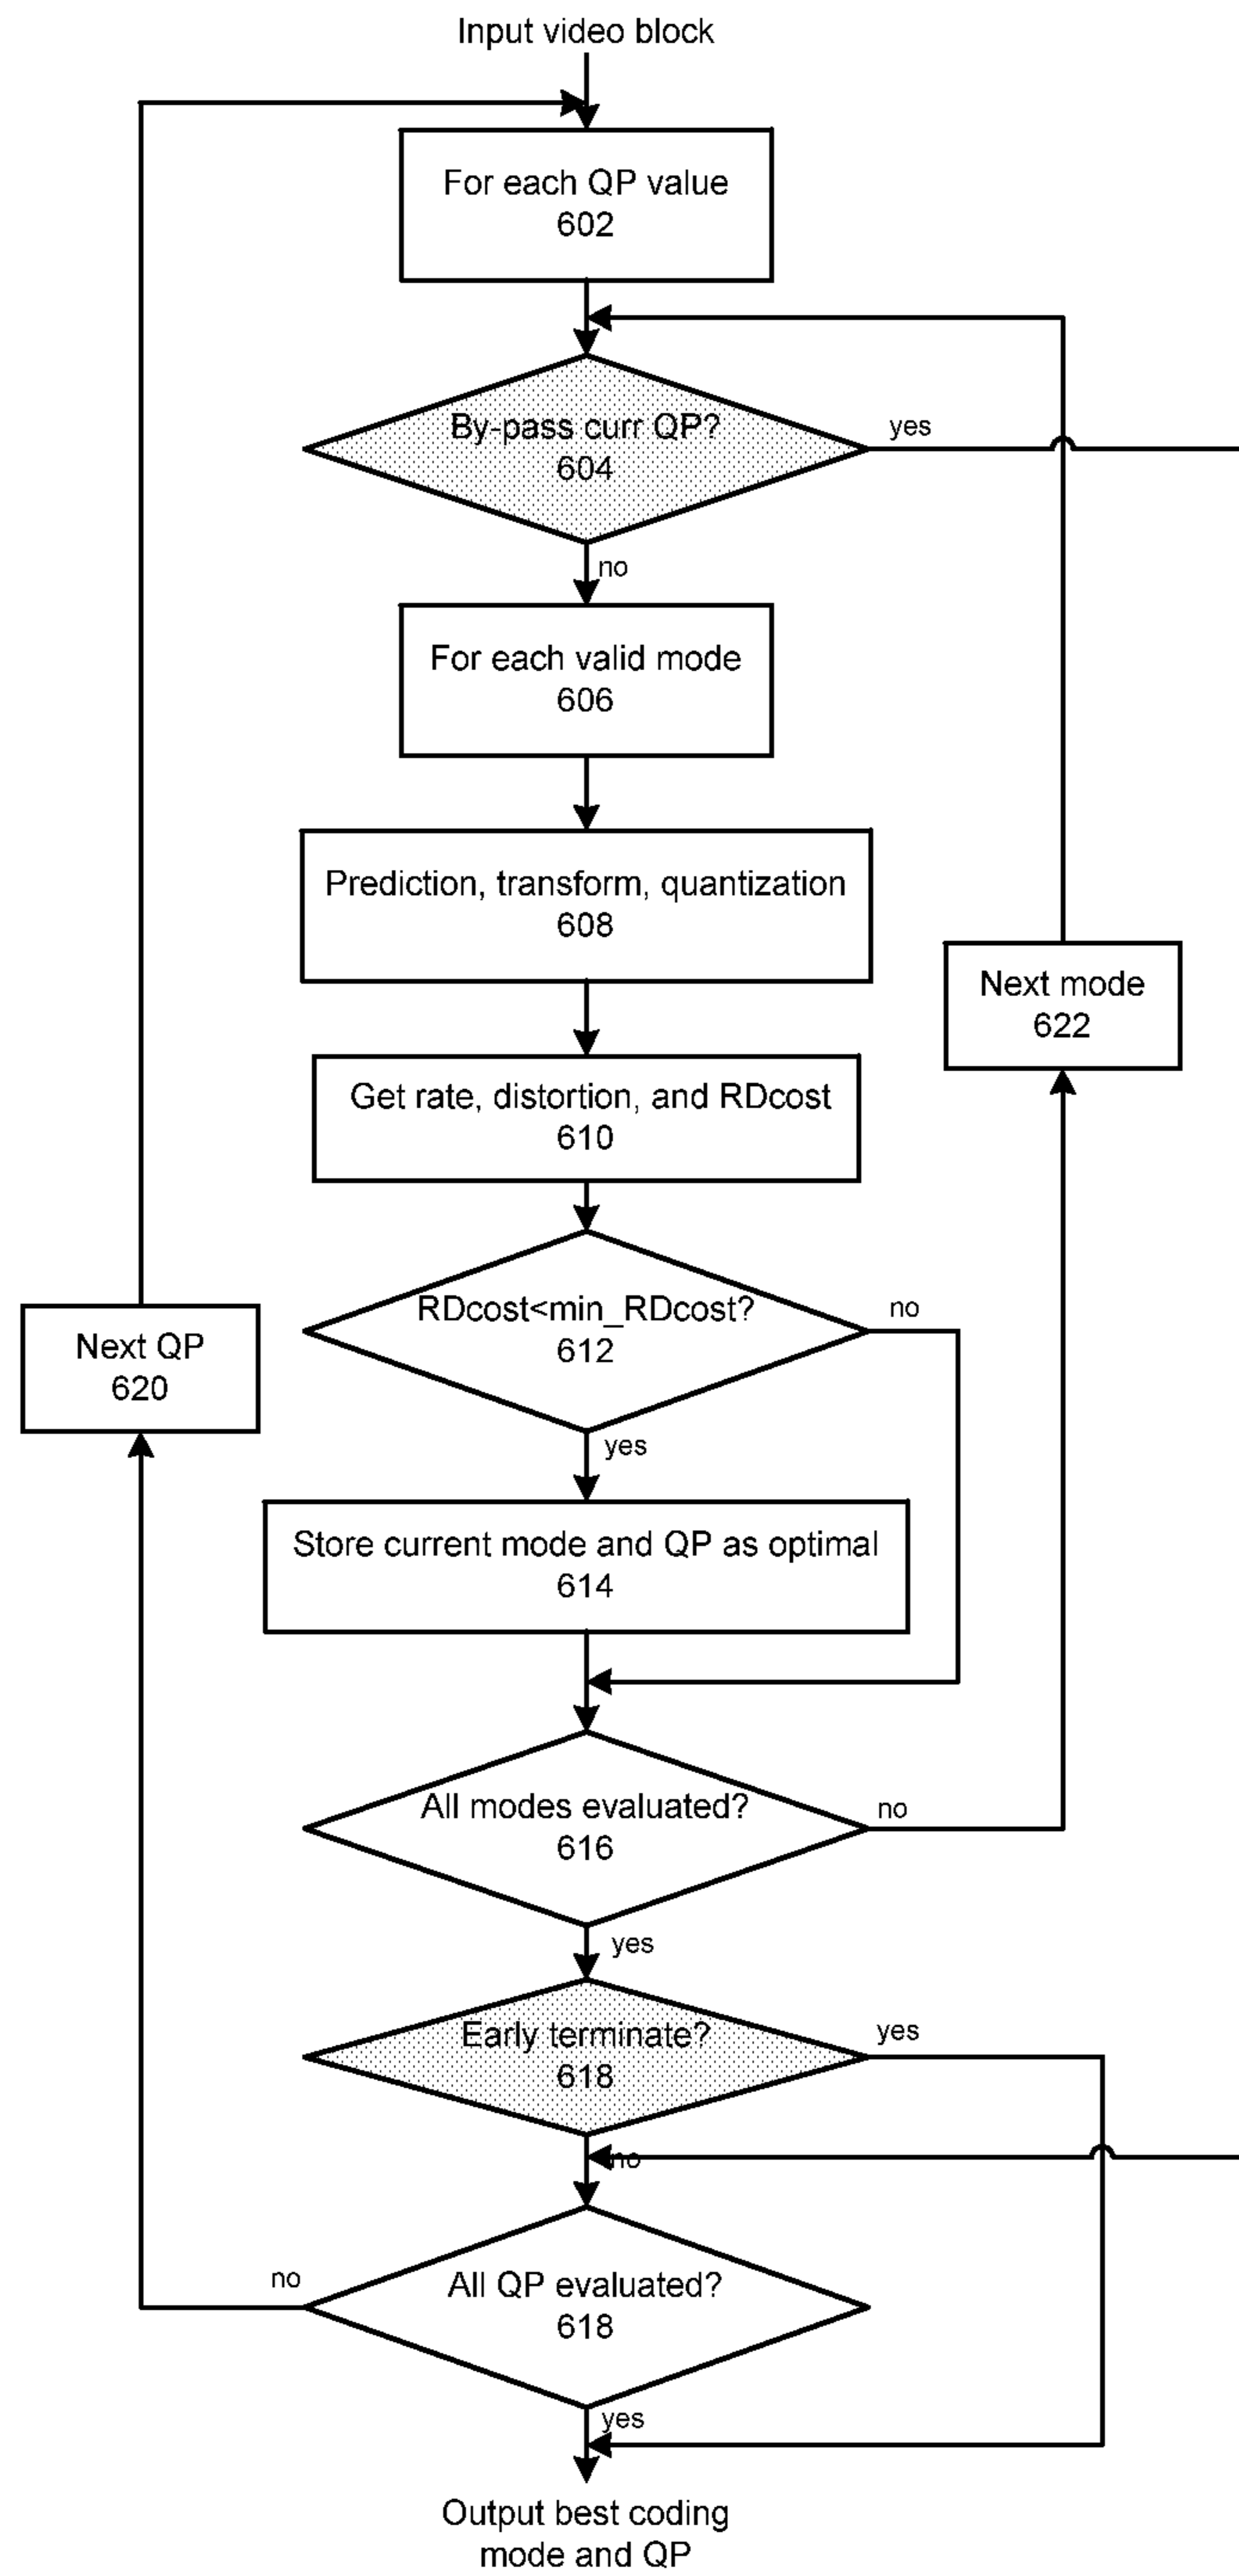 Input video block
For each QP value
602
By-pass curr QP?
604
yes
no
For each valid mode
606
Prediction, transform, quantization
608
Next mode
622
Get rate, distortion, and RDcost
610
RDcost<min_RDcost?
612
no
Next QP
620
yes
Store current mode and QP as optimal
614
All modes evaluated?
616
no
yes
Early terminate?
618
yes
no
All QP evaluated?
618
no
yes
Output best coding
mode and QP